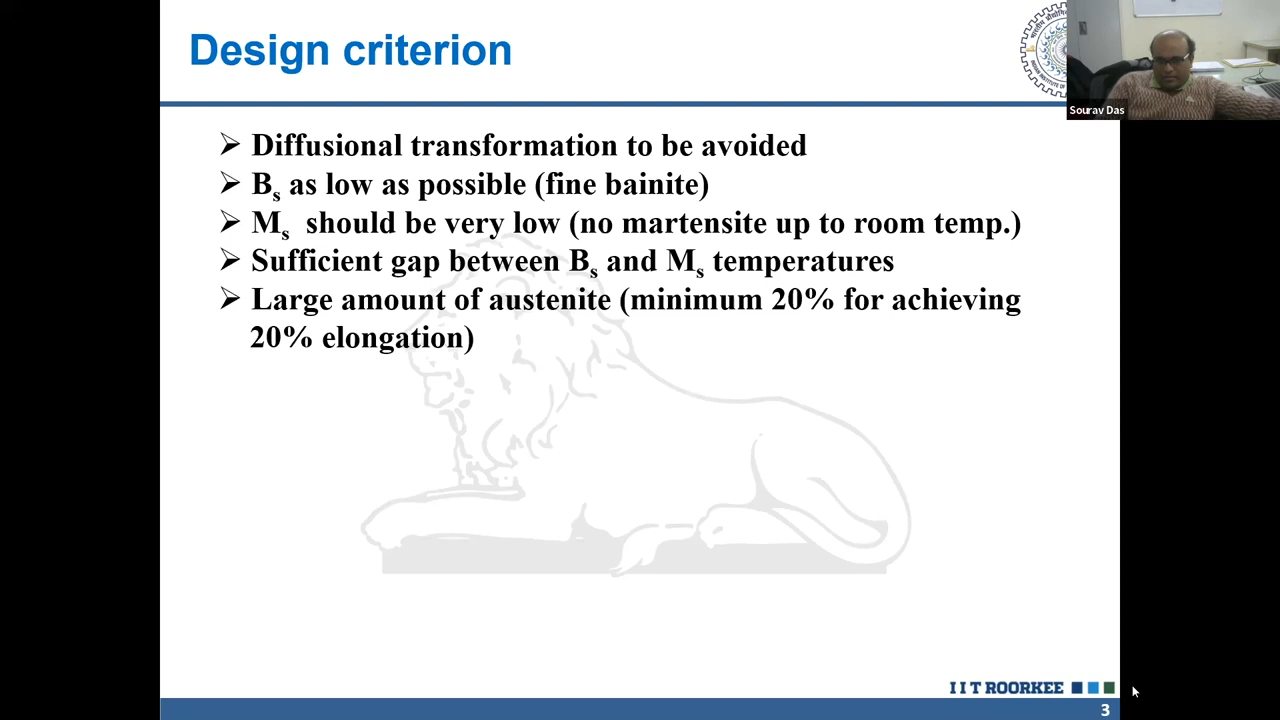 Design criterion
Sourav Das
➢ Diffusional transformation to be avoided
➢ Bs as low as possible (fine bainite)
➢ Ms should be very low (no martensite up to room temp.)
➢ Sufficient gap between Bs and Ms temperatures
➢ Large amount of austenite (minimum 20% for achieving
20% elongation)
I I T ROORKEE
3